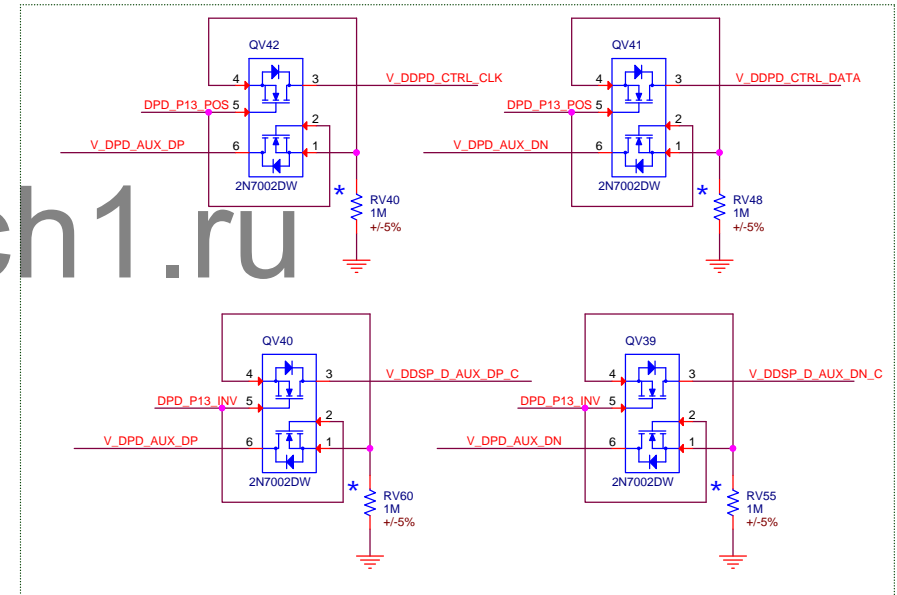 QV42 QV41
4 3 V_DDPD_CTRL_CLK 4 3 V_DDPD_CTRL_DATA
DPD_P13_POS 5 DPD_P13_POS 5
2 2
V_DPD_AUX_DP 6 1 V_DPD_AUX_DN 6 1
2N7002DW 2N7002DW
* RV40 * RV48
1M 1M
+/-5% +/-5%
ch1.ru
QV40 QV39
4 3 V_DDSP_D_AUX_DP_C 4 3 V_DDSP_D_AUX_DN_C
DPD_P13_INV 5 DPD_P13_INV 5
2 2
V_DPD_AUX_DP 6 1 V_DPD_AUX_DN 6 1
2N7002DW 2N7002DW
* RV60 * RV55
1M 1M
+/-5% +/-5%